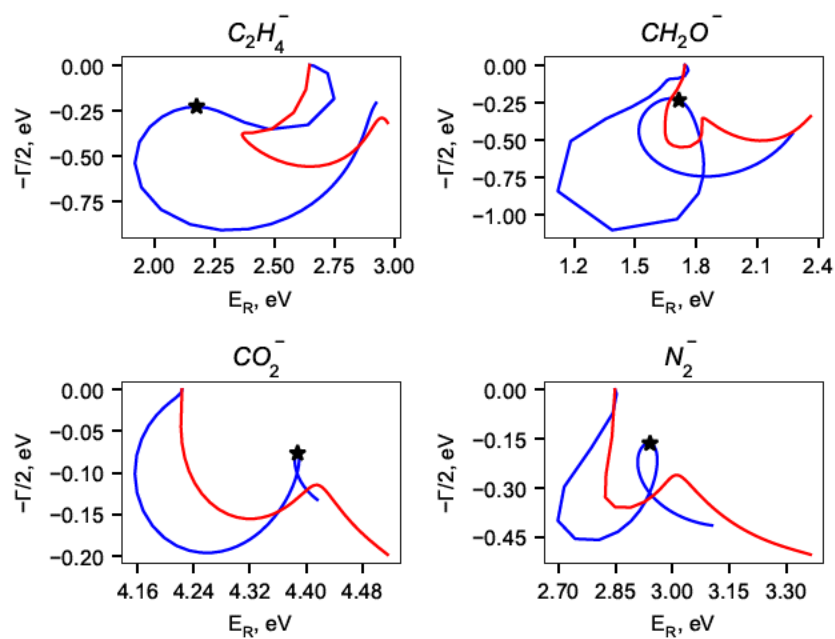 C₂H₄⁻
CH₂O⁻
0.00
−0.25
−0.50
−0.75
−Γ/2, eV
2.00 2.25 2.50 2.75 3.00
E_R, eV
0.00
−0.25
−0.50
−0.75
−1.00
−Γ/2, eV
1.2 1.5 1.8 2.1 2.4
E_R, eV
CO₂⁻
N₂⁻
0.00
−0.05
−0.10
−0.15
−0.20
−Γ/2, eV
4.16 4.24 4.32 4.40 4.48
E_R, eV
0.00
−0.15
−0.30
−0.45
−Γ/2, eV
2.70 2.85 3.00 3.15 3.30
E_R, eV